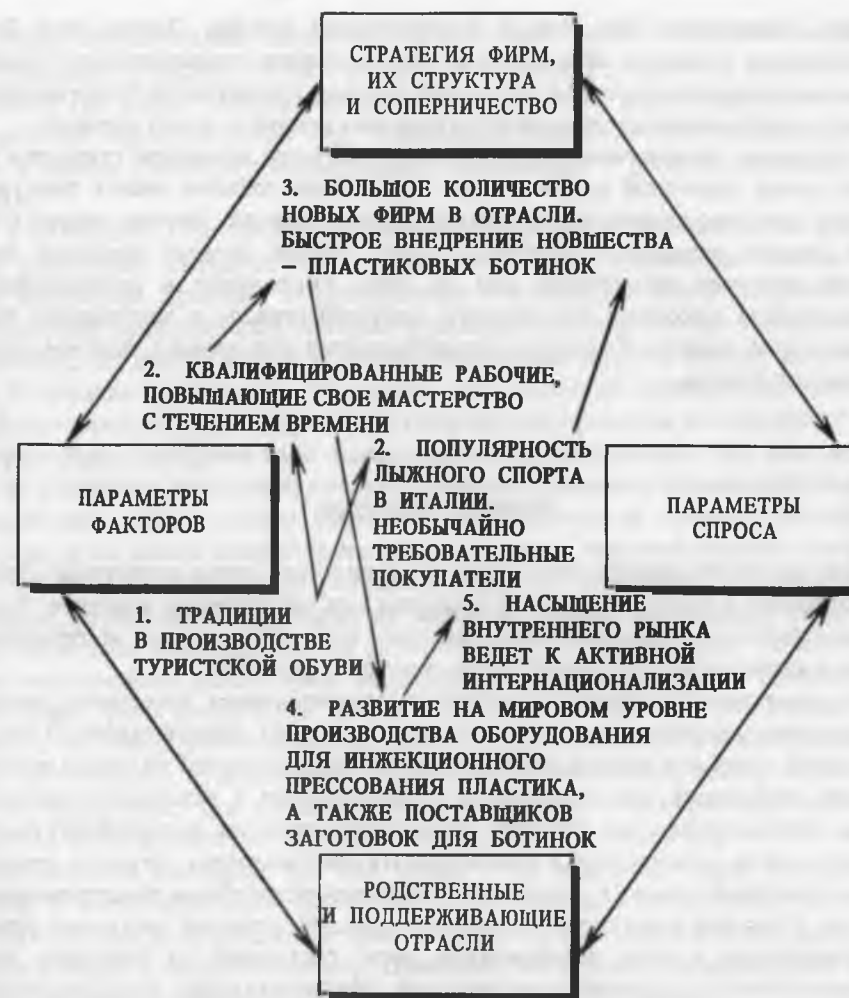 СТРАТЕГИЯ ФИРМ,
ИХ СТРУКТУРА
И СОПЕРНИЧЕСТВО
3. БОЛЬШОЕ КОЛИЧЕСТВО
НОВЫХ ФИРМ В ОТРАСЛИ.
БЫСТРОЕ ВНЕДРЕНИЕ НОВШЕСТВА
– ПЛАСТИКОВЫХ БОТИНОК
2. КВАЛИФИЦИРОВАННЫЕ РАБОЧИЕ,
ПОВЫШАЮЩИЕ СВОЕ МАСТЕРСТВО
С ТЕЧЕНИЕМ ВРЕМЕНИ
ПАРАМЕТРЫ
ФАКТОРОВ
2. ПОПУЛЯРНОСТЬ
ЛЫЖНОГО СПОРТА
В ИТАЛИИ.
НЕОБЫЧАЙНО
ТРЕБОВАТЕЛЬНЫЕ
ПОКУПАТЕЛИ
ПАРАМЕТРЫ
СПРОСА
1. ТРАДИЦИИ
В ПРОИЗВОДСТВЕ
ТУРИСТСКОЙ ОБУВИ
5. НАСЫЩЕНИЕ
ВНУТРЕННЕГО РЫНКА
ВЕДЕТ К АКТИВНОЙ
ИНТЕРНАЦИОНАЛИЗАЦИИ
4. РАЗВИТИЕ НА МИРОВОМ УРОВНЕ
ПРОИЗВОДСТВА ОБОРУДОВАНИЯ
ДЛЯ ИНЖЕКЦИОННОГО
ПРЕССОВАНИЯ ПЛАСТИКА,
А ТАКЖЕ ПОСТАВЩИКОВ
ЗАГОТОВОК ДЛЯ БОТИНОК
РОДСТВЕННЫЕ
И ПОДДЕРЖИВАЮЩИЕ
ОТРАСЛИ